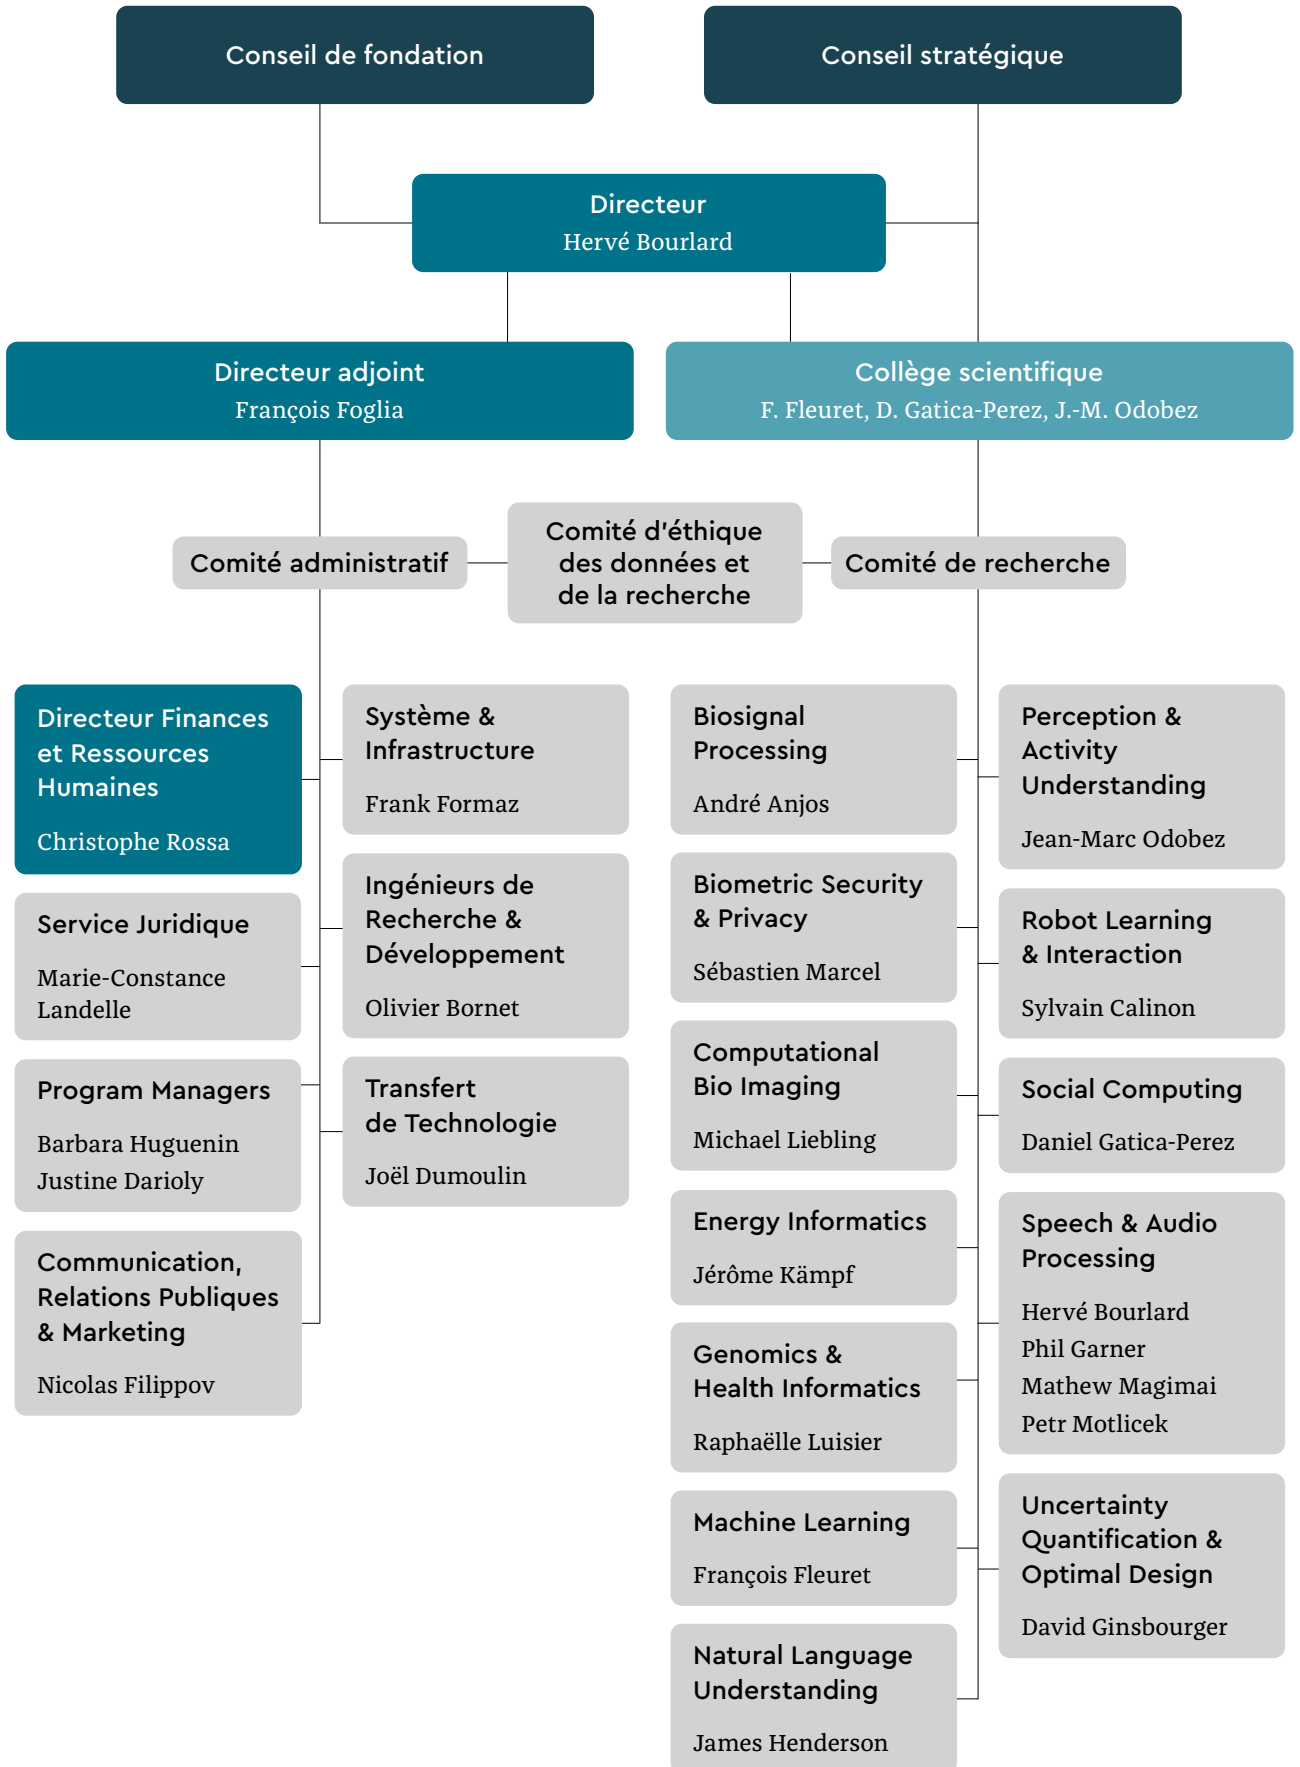 Conseil de fondation
Conseil stratégique
Directeur
Hervé Bourlard
Directeur adjoint
François Foglia
Collège scientifique
F. Fleuret, D. Gatica-Perez, J.-M. Odobez
Comité administratif
Comité d'éthique
des données et
de la recherche
Comité de recherche
Directeur Finances
et Ressources
Humaines
Christophe Rossa
Service Juridique
Marie-Constance
Landelle
Program Managers
Barbara Huguenin
Justine Darioly
Communication,
Relations Publiques
& Marketing
Nicolas Filippov
Système &
Infrastructure
Frank Formaz
Ingénieurs de
Recherche &
Développement
Olivier Bornet
Transfert
de Technologie
Joël Dumoulin
Biosignal
Processing
André Anjos
Biometric Security
& Privacy
Sébastien Marcel
Computational
Bio Imaging
Michael Liebling
Energy Informatics
Jérôme Kämpf
Genomics &
Health Informatics
Raphaëlle Luisier
Machine Learning
François Fleuret
Natural Language
Understanding
James Henderson
Perception &
Activity
Understanding
Jean-Marc Odobez
Robot Learning
& Interaction
Sylvain Calinon
Social Computing
Daniel Gatica-Perez
Speech & Audio
Processing
Hervé Bourlard
Phil Garner
Mathew Magimai
Petr Motlicek
Uncertainty
Quantification &
Optimal Design
David Ginsbourger